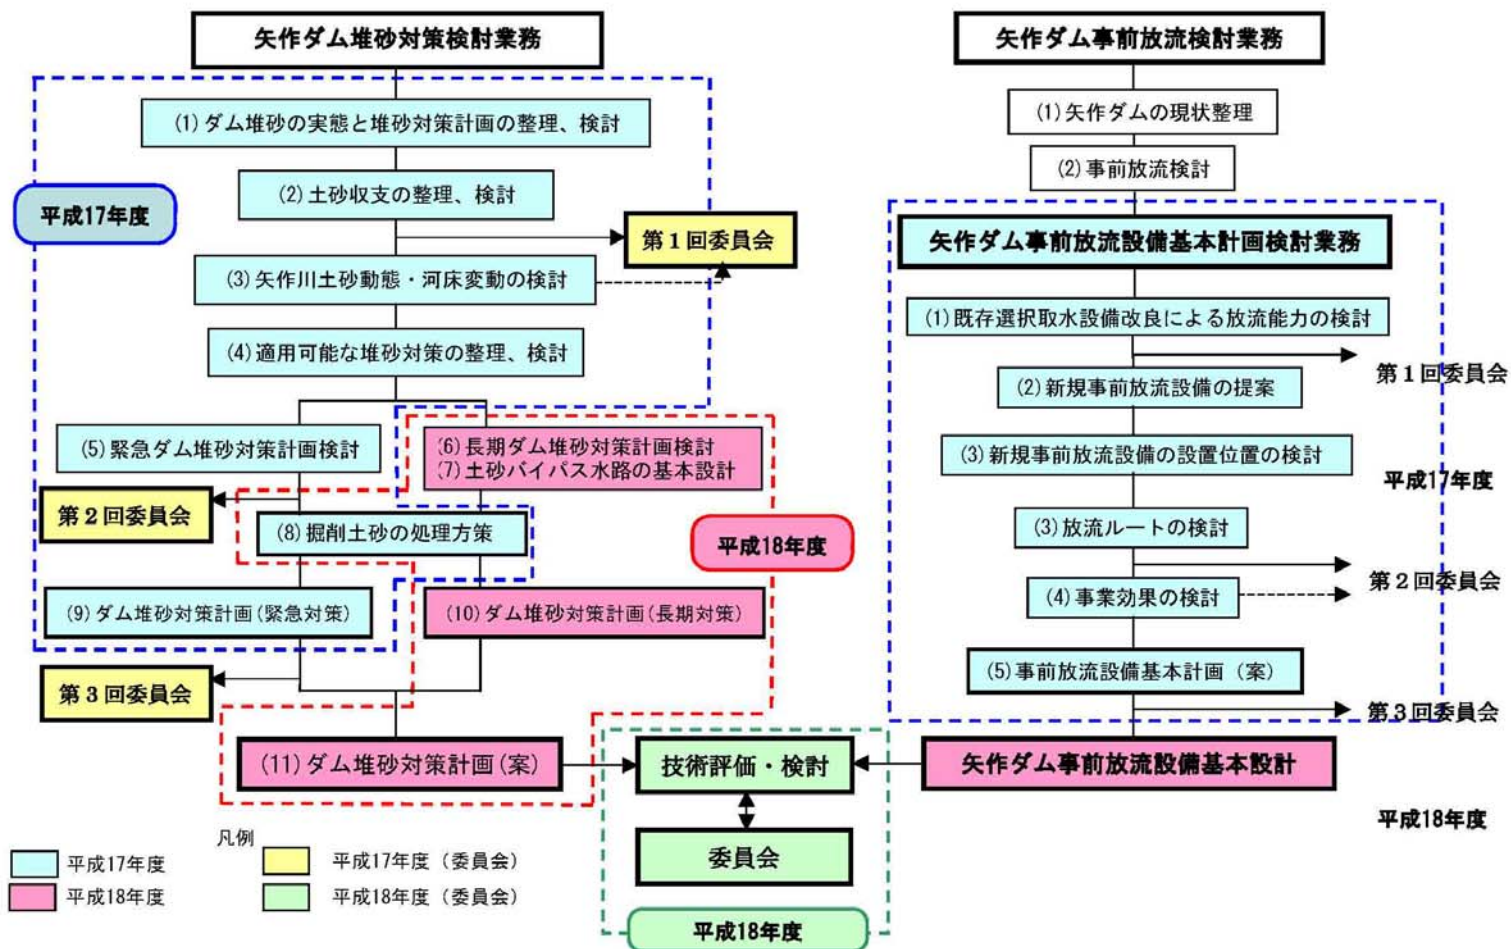 矢作ダム堆砂対策検討業務
(1)ダム堆砂の実態と堆砂対策計画の整理、検討
(2)土砂収支の整理、検討
平成17年度
第１回委員会
(3)矢作川土砂動態・河床変動の検討
(4)適用可能な堆砂対策の整理、検討
(5)緊急ダム堆砂対策計画検討
(6)長期ダム堆砂対策計画検討
(7)土砂バイパス水路の基本設計
第２回委員会
(8)掘削土砂の処理方策
平成18年度
(9)ダム堆砂対策計画(緊急対策)
(10)ダム堆砂対策計画(長期対策)
第３回委員会
(11)ダム堆砂対策計画(案)
矢作ダム事前放流検討業務
(1)矢作ダムの現状整理
(2)事前放流検討
矢作ダム事前放流設備基本計画検討業務
(1)既存選択取水設備改良による放流能力の検討
第１回委員会
(2)新規事前放流設備の提案
(3)新規事前放流設備の設置位置の検討
平成17年度
(3)放流ルートの検討
第２回委員会
(4)事業効果の検討
(5)事前放流設備基本計画（案）
第３回委員会
矢作ダム事前放流設備基本設計
平成18年度
技術評価・検討
委員会
平成18年度
凡例
平成17年度
平成18年度
平成17年度（委員会）
平成18年度（委員会）